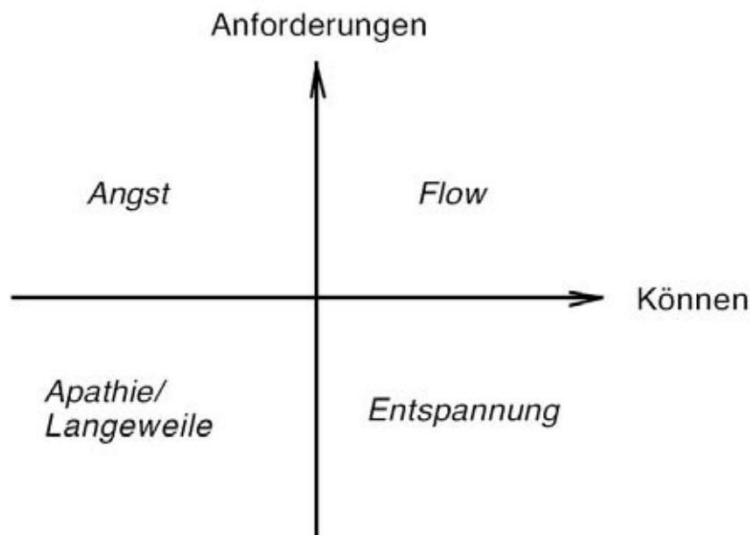 Anforderungen
Angst
Flow
Können
Apathie/
Langeweile
Entspannung